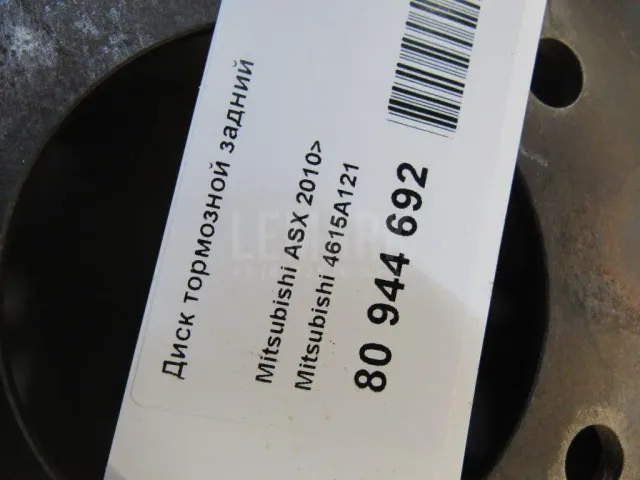 Диск тормозной задний
Mitsubishi ASX 2010>
Mitsubishi 4615A121
80 944 692